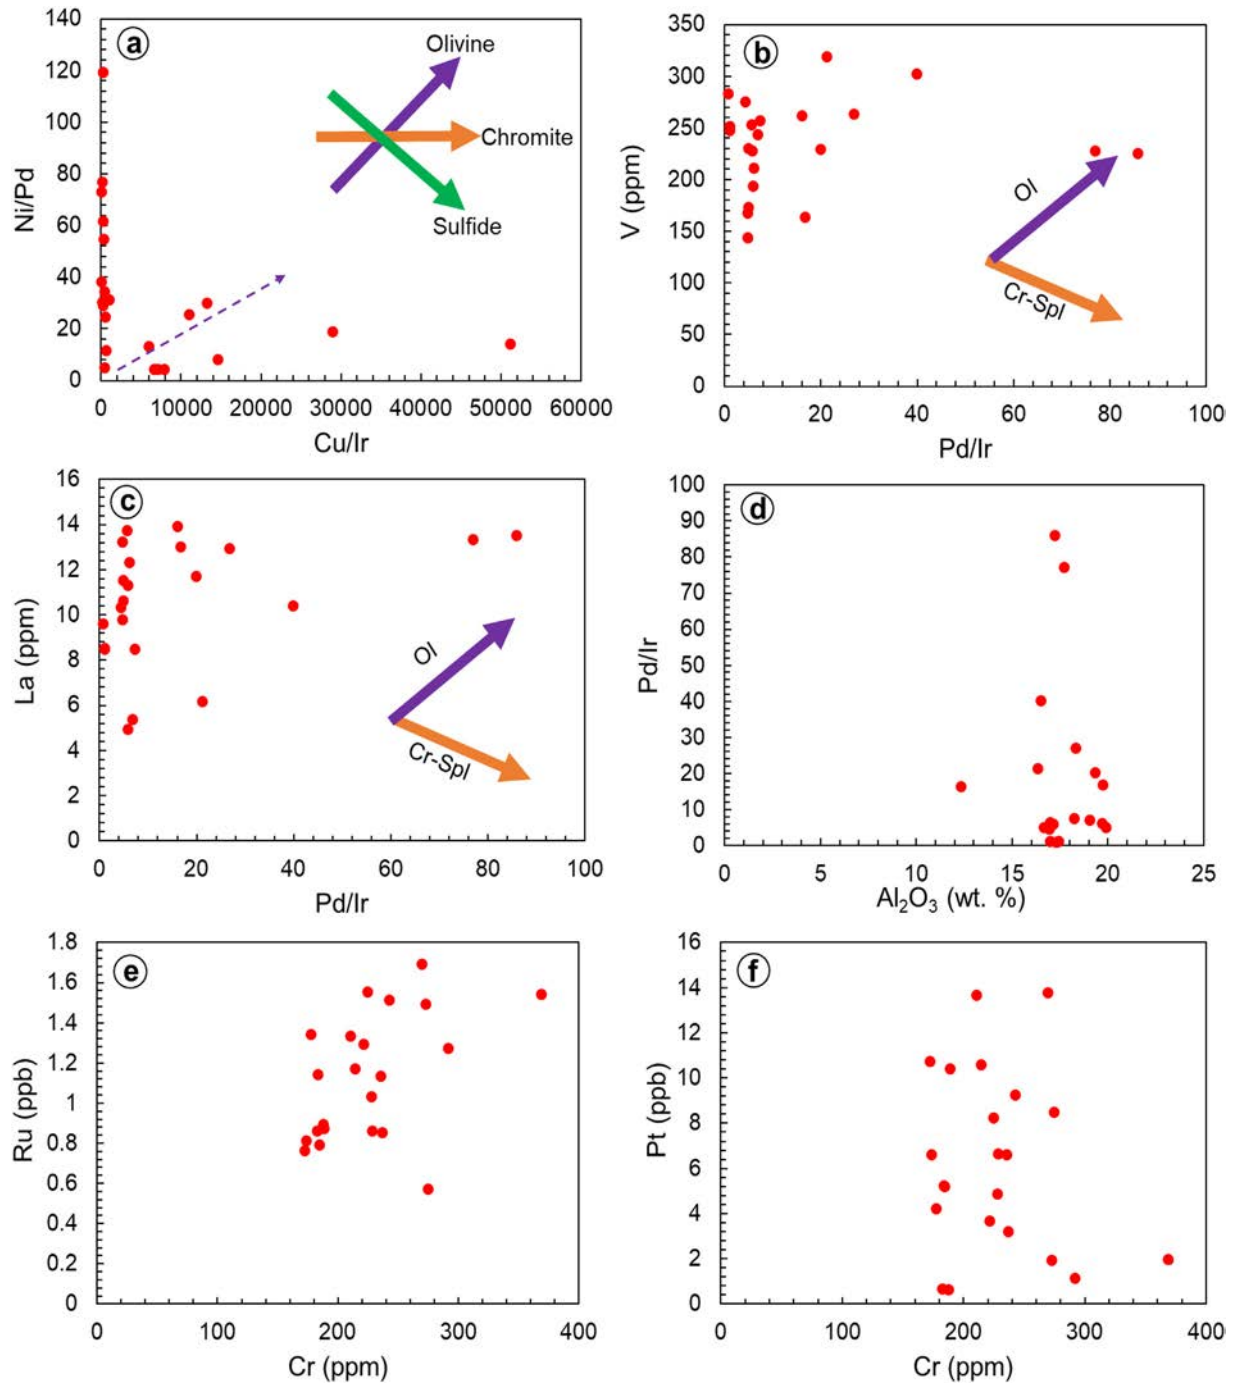 a
Ni/Pd
140
120
100
80
60
40
20
0
Olivine
Chromite
Sulfide
0 10000 20000 30000 40000 50000 60000
Cu/Ir
b
V (ppm)
350
300
250
200
150
100
50
0
Ol
Cr-Spl
0 20 40 60 80 100
Pd/Ir
c
La (ppm)
16
14
12
10
8
6
4
2
0
Ol
Cr-Spl
0 20 40 60 80 100
Pd/Ir
d
Pd/Ir
100
90
80
70
60
50
40
30
20
10
0
0 5 10 15 20 25
Al₂O₃ (wt. %)
e
Ru (ppb)
1.8
1.6
1.4
1.2
1
0.8
0.6
0.4
0.2
0
0 100 200 300 400
Cr (ppm)
f
Pt (ppb)
16
14
12
10
8
6
4
2
0
0 100 200 300 400
Cr (ppm)